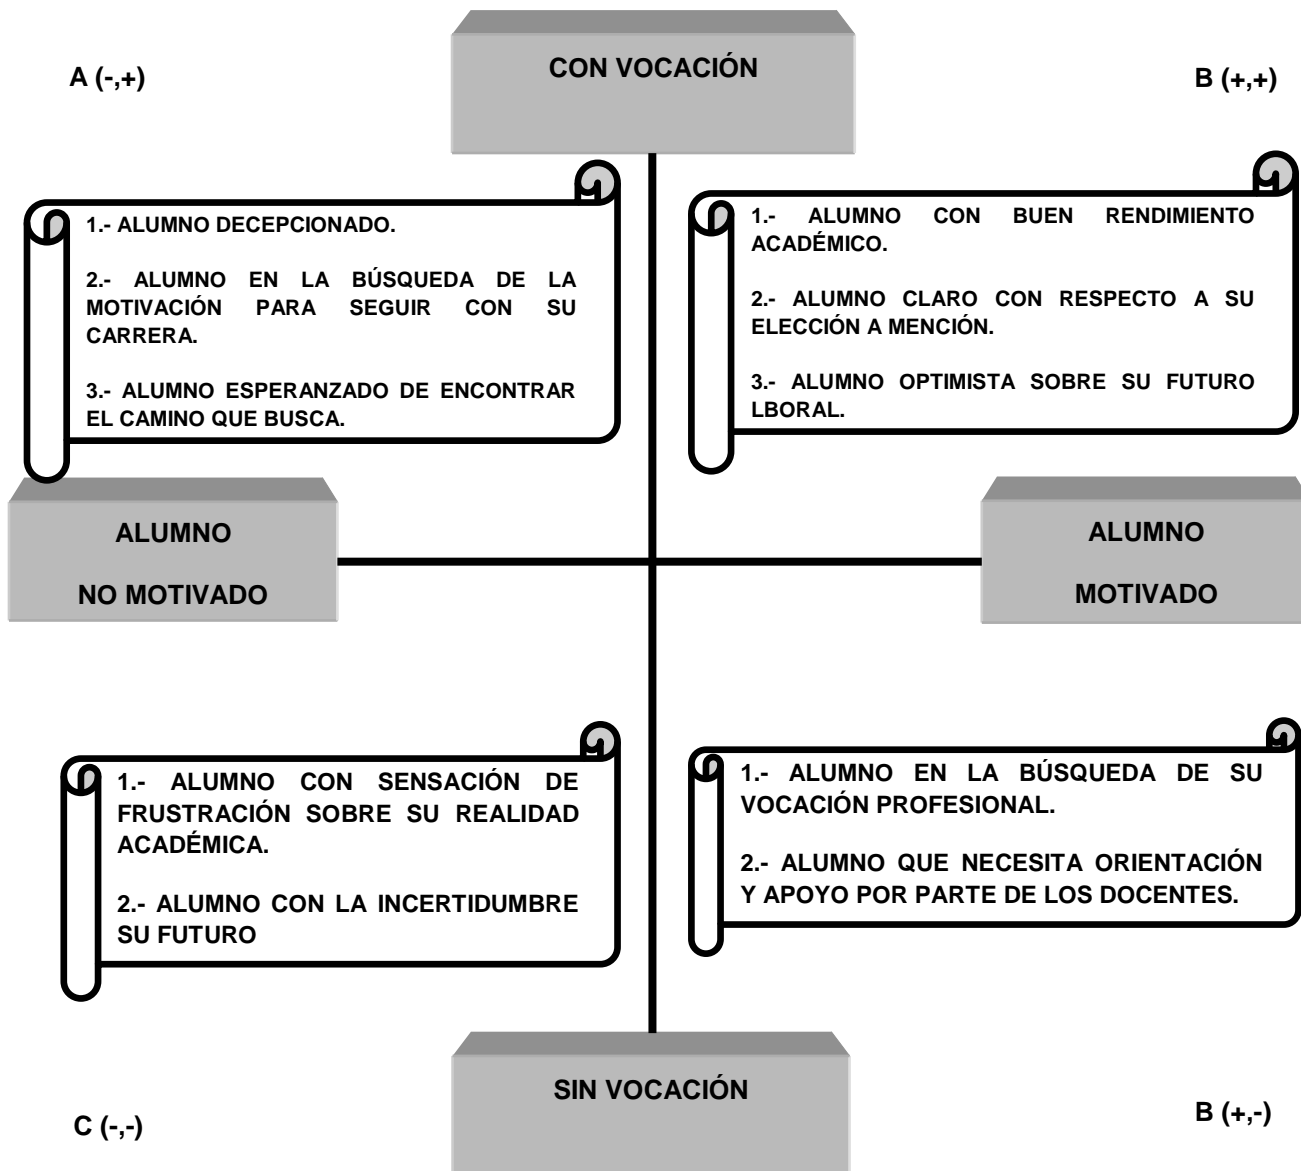 CON VOCACIÓN
A (-,+)
B (+,+)
1.- ALUMNO DECEPCIONADO.
2.- ALUMNO EN LA BÚSQUEDA DE LA
MOTIVACIÓN PARA SEGUIR CON SU
CARRERA.
3.- ALUMNO ESPERANZADO DE ENCONTRAR
EL CAMINO QUE BUSCA.
1.- ALUMNO CON BUEN RENDIMIENTO
ACADÉMICO.
2.- ALUMNO CLARO CON RESPECTO A SU
ELECCIÓN A MENCIÓN.
3.- ALUMNO OPTIMISTA SOBRE SU FUTURO
LBORAL.
ALUMNO
NO MOTIVADO
ALUMNO
MOTIVADO
1.- ALUMNO CON SENSACIÓN DE
FRUSTRACIÓN SOBRE SU REALIDAD
ACADÉMICA.
2.- ALUMNO CON LA INCERTIDUMBRE
SU FUTURO
1.- ALUMNO EN LA BÚSQUEDA DE SU
VOCACIÓN PROFESIONAL.
2.- ALUMNO QUE NECESITA ORIENTACIÓN
Y APOYO POR PARTE DE LOS DOCENTES.
SIN VOCACIÓN
C (-,-)
B (+,-)